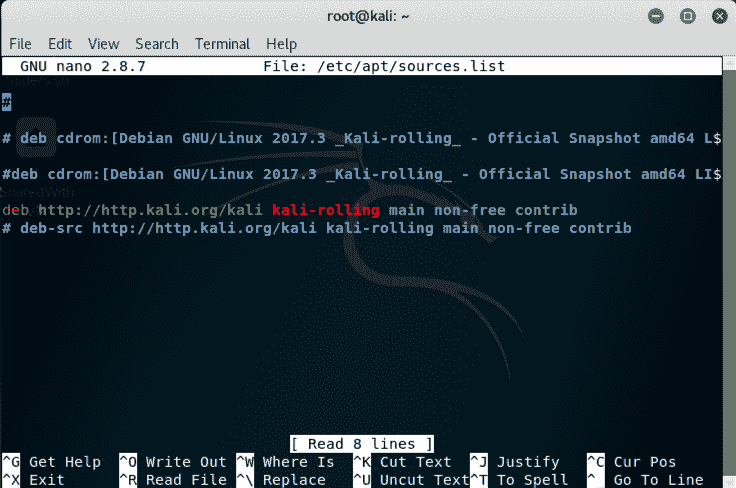 root@kali: ~
File Edit View Search Terminal Help
GNU nano 2.8.7 File: /etc/apt/sources.list
#
# deb cdrom:[Debian GNU/Linux 2017.3 _Kali-rolling_ - Official Snapshot amd64 L$
#deb cdrom:[Debian GNU/Linux 2017.3 _Kali-rolling_ - Official Snapshot amd64 LI$
deb http://http.kali.org/kali kali-rolling main non-free contrib
# deb-src http://http.kali.org/kali kali-rolling main non-free contrib
[ Read 8 lines ]
^G Get Help ^O Write Out ^W Where Is ^K Cut Text ^J Justify ^C Cur Pos
^X Exit ^R Read File ^\ Replace ^U Uncut Text ^T To Spell ^_ Go To Line